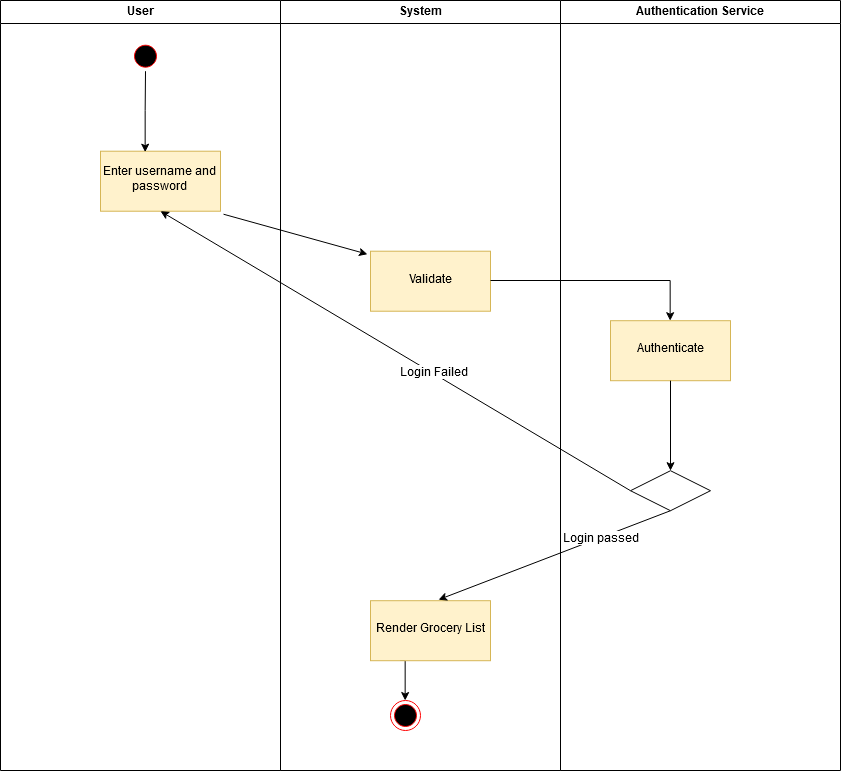 User
System
Authentication Service
Enter username and
password
Validate
Authenticate
Login Failed
Login passed
Render Grocery List